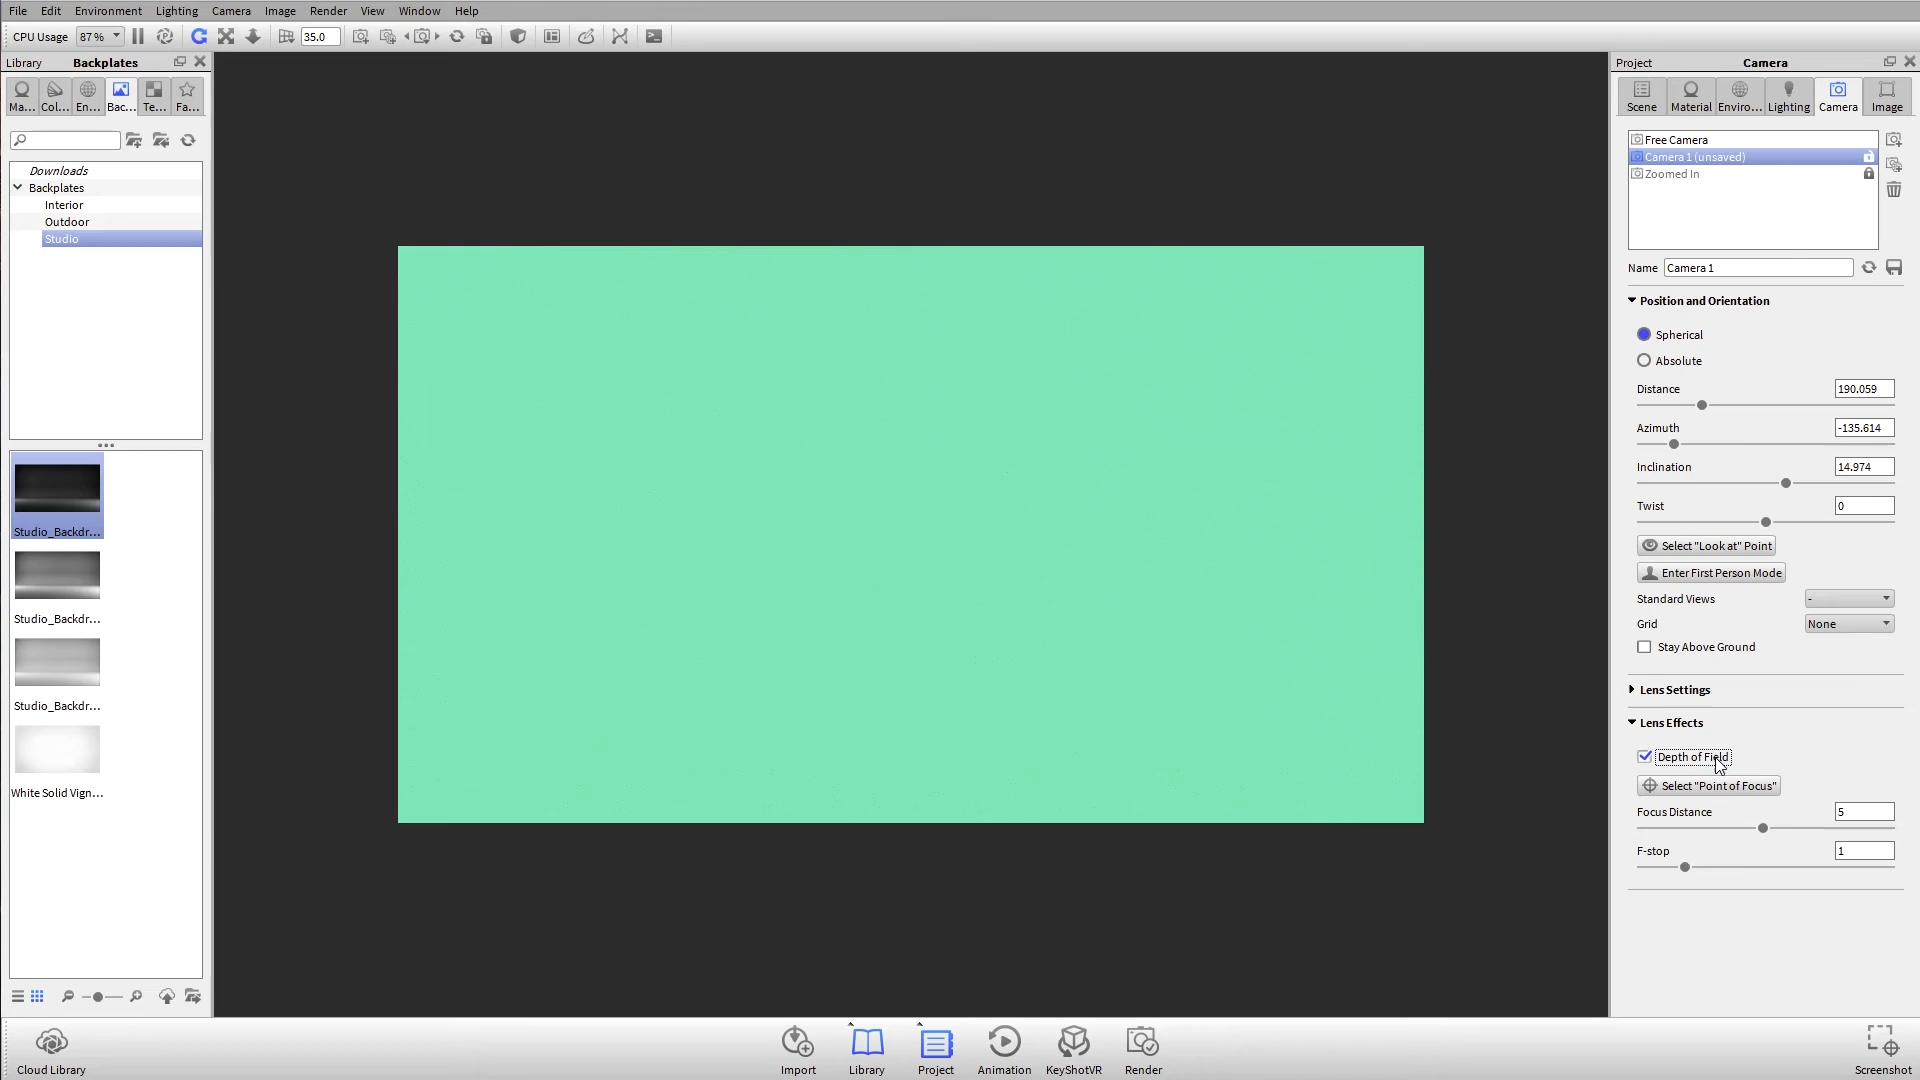 File Edit Environment Lighting Camera Image Render View Window Help
CPU Usage 87 % 35.0
Library Backplates
Ma... Col... En... Bac... Te... Fa...
Downloads
Backplates
Interior
Outdoor
Studio
Studio_Backdr...
Studio_Backdr...
Studio_Backdr...
White Solid Vign...
Project Camera
Scene Material Enviro... Lighting Camera Image
Free Camera
Camera 1 (unsaved)
Zoomed In
Name Camera 1
Position and Orientation
Spherical
Absolute
Distance 190.059
Azimuth -135.614
Inclination 14.974
Twist 0
Select "Look at" Point
Enter First Person Mode
Standard Views -
Grid None
Stay Above Ground
Lens Settings
Lens Effects
Depth of Field
Select "Point of Focus"
Focus Distance 5
F-stop 1
Cloud Library Import Library Project Animation KeyShotVR Render Screenshot